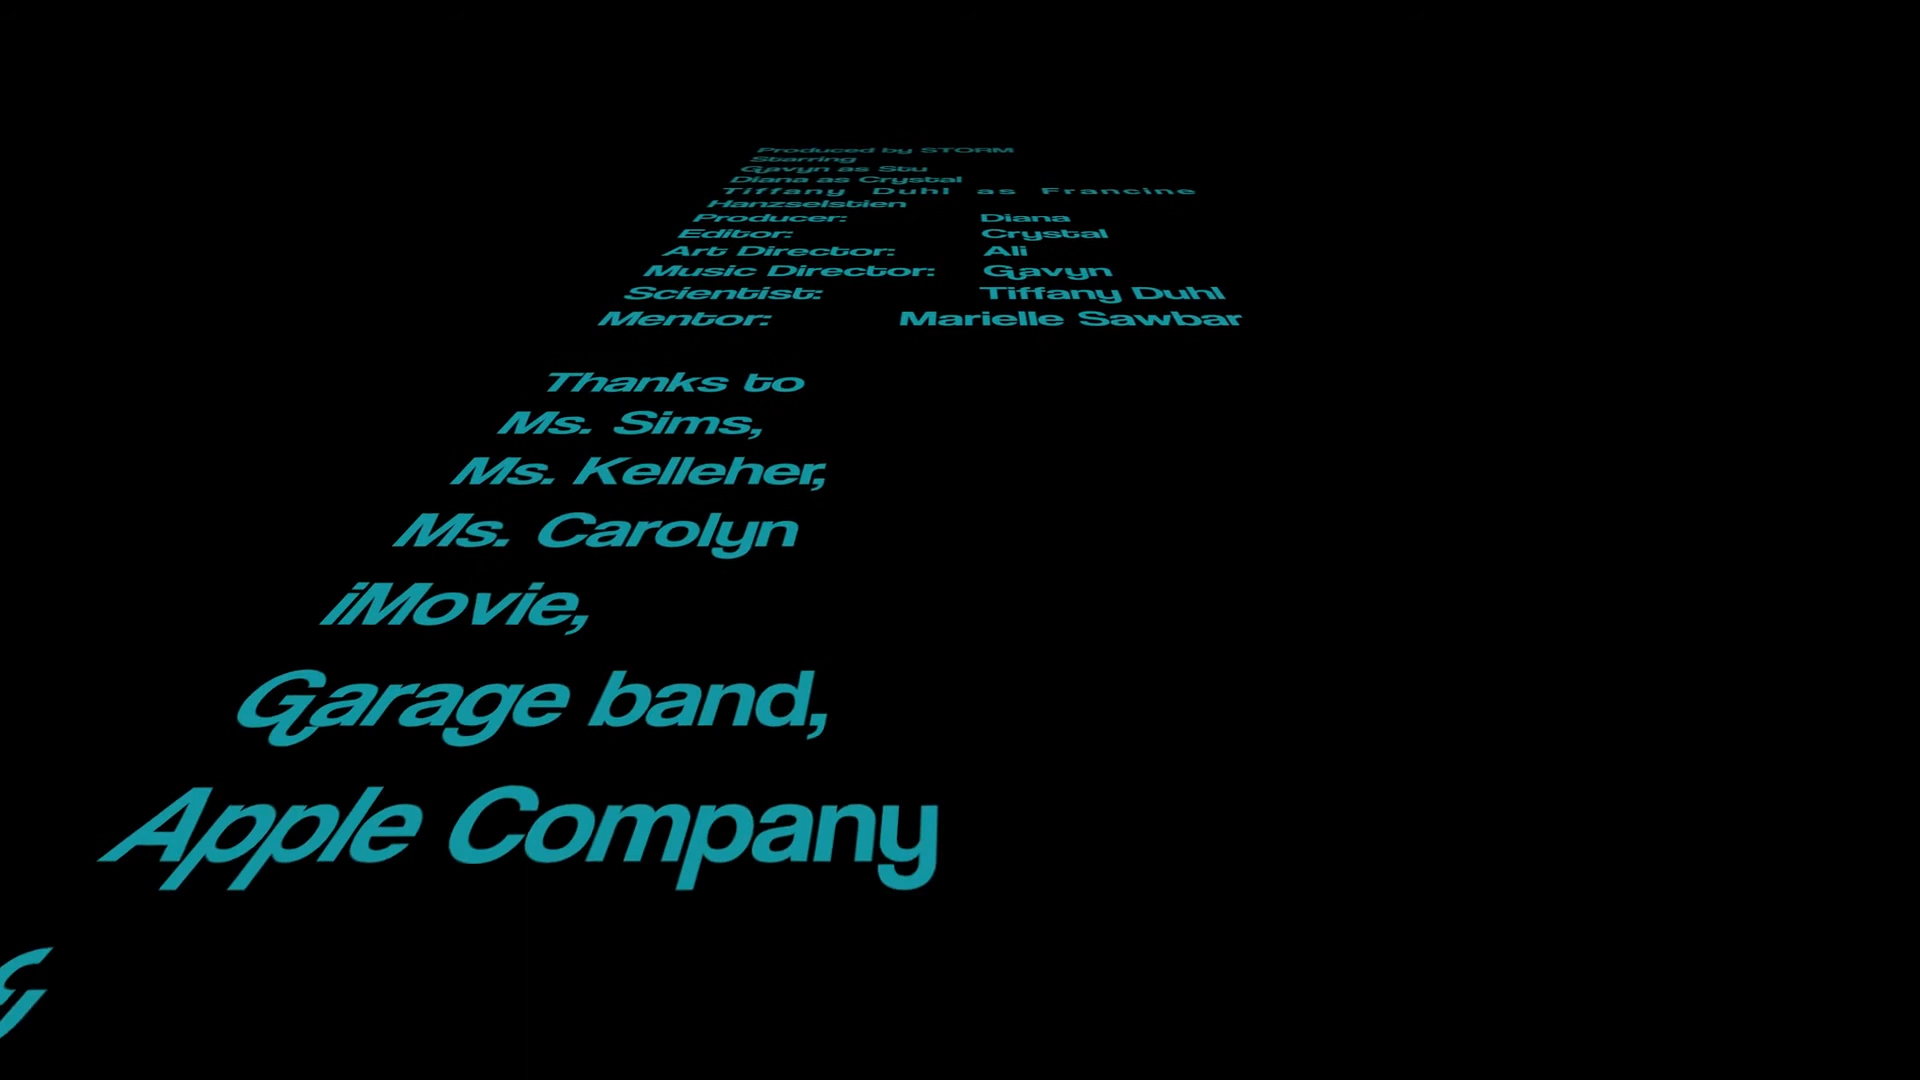 Produced by STORM
Starring
Gavyn as Stu
Diana as Crystal
Tiffany Duhl as Francine
Hanzselstien
Producer: Diana
Editor: Crystal
Art Director: Ali
Music Director: Gavyn
Scientist: Tiffany Duhl
Mentor: Marielle Sawbar
Thanks to
Ms. Sims,
Ms. Kelleher,
Ms. Carolyn
iMovie,
Garage band,
Apple Company